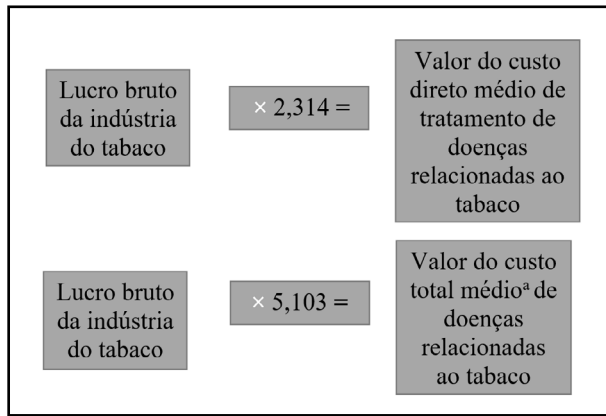 Lucro bruto
da indústria
do tabaco
× 2,314 =
Valor do custo
direto médio de
tratamento de
doenças
relacionadas ao
tabaco
Lucro bruto
da indústria
do tabaco
× 5,103 =
Valor do custo
total médioᵃ de
doenças
relacionadas
ao tabaco